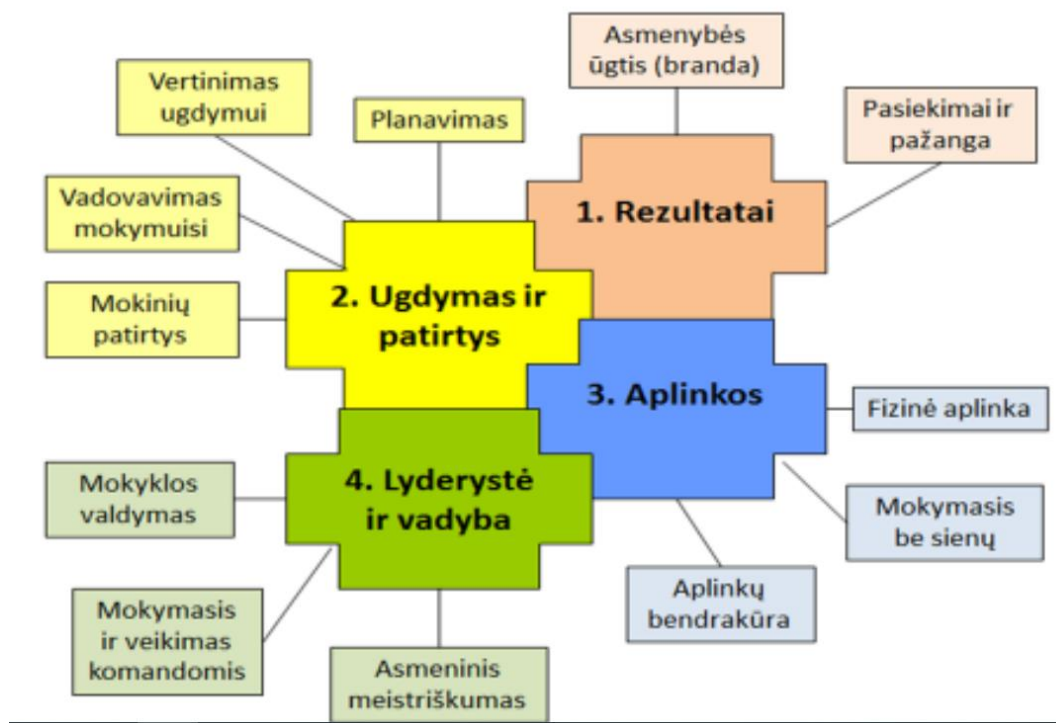 Asmenybės
ūgtis (branda)
Vertinimas
ugdymui
Planavimas
Pasiekimai ir
pažanga
Vadovavimas
mokymuisi
1. Rezultatai
Mokinių
patirtys
2. Ugdymas ir
patirtys
3. Aplinkos
Fizinė aplinka
Mokyklos
valdymas
4. Lyderystė
ir vadyba
Mokymasis
be sienų
Aplinkų
bendrakūra
Mokymasis
ir veikimas
komandomis
Asmeninis
meistriškumas